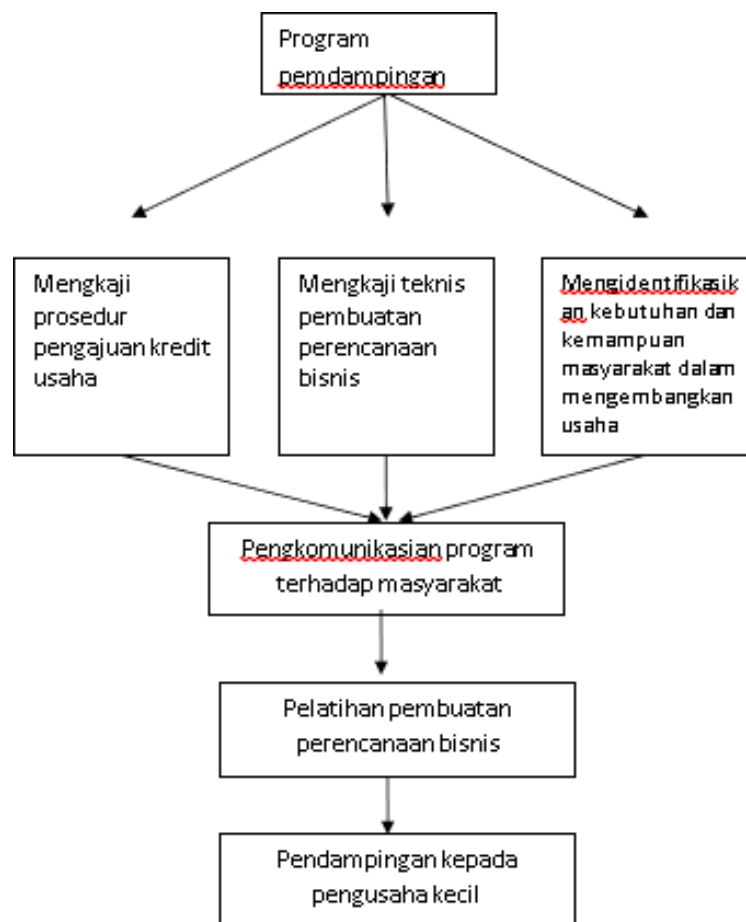 Program
pemdampingan
Mengkaji
prosedur
pengajuan kredit
usaha
Mengkaji teknis
pembuatan
perencanaan
bisnis
Mengidentifikasik
an kebutuhan dan
kemampuan
masyarakat dalam
mengembangkan
usaha
Pengkomunikasian program
terhadap masyarakat
Pelatihan pembuatan
perencanaan bisnis
Pendampingan kepada
pengusaha kecil